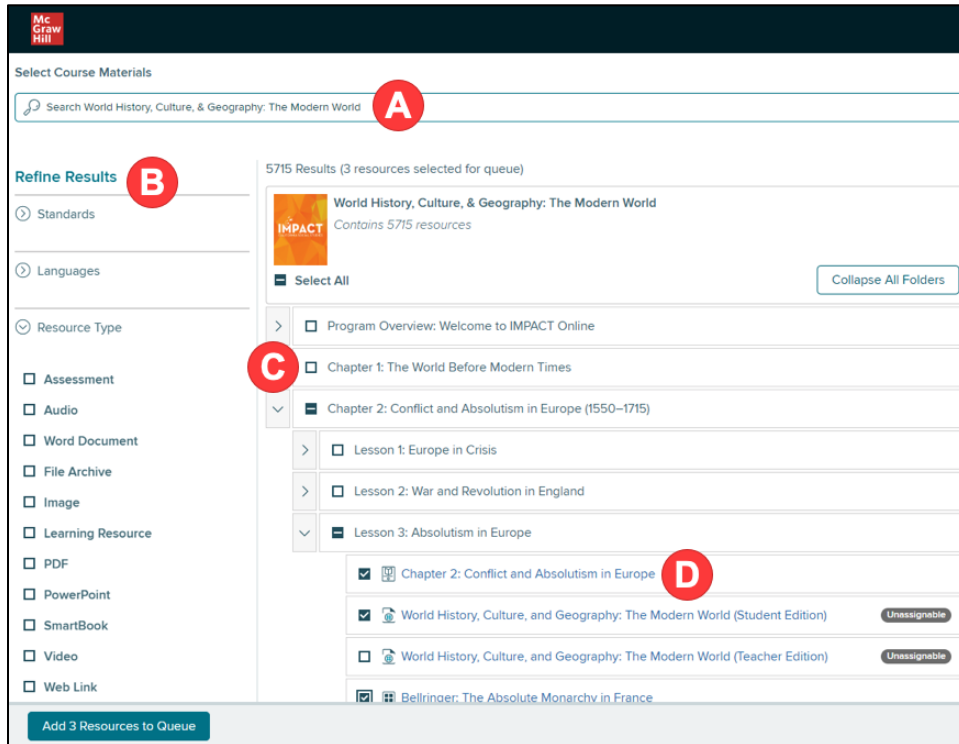 Mc
Graw
Hill
Select Course Materials
Search World History, Culture, & Geography: The Modern World
A
Refine Results
B
Standards
Languages
Resource Type
Assessment
Audio
Word Document
File Archive
Image
Learning Resource
PDF
PowerPoint
SmartBook
Video
Web Link
5715 Results (3 resources selected for queue)
IMPACT
World History, Culture, & Geography: The Modern World
Contains 5715 resources
Select All
Collapse All Folders
Program Overview: Welcome to IMPACT Online
C
Chapter 1: The World Before Modern Times
Chapter 2: Conflict and Absolutism in Europe (1550–1715)
Lesson 1: Europe in Crisis
Lesson 2: War and Revolution in England
Lesson 3: Absolutism in Europe
Chapter 2: Conflict and Absolutism in Europe
D
World History, Culture, and Geography: The Modern World (Student Edition) Unassignable
World History, Culture, and Geography: The Modern World (Teacher Edition) Unassignable
Bellringer: The Absolute Monarchy in France
Add 3 Resources to Queue